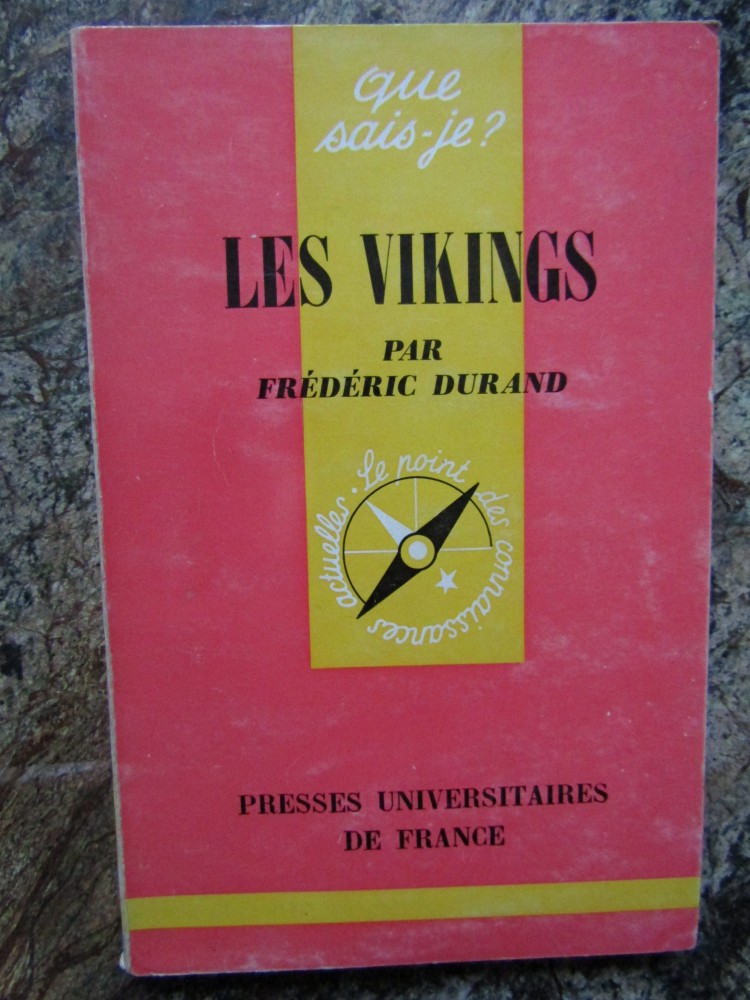 que
sais-je?
LES VIKINGS
PAR
FRÉDÉRIC DURAND
Le point des connaissances actuelles.
PRESSES UNIVERSITAIRES
DE FRANCE